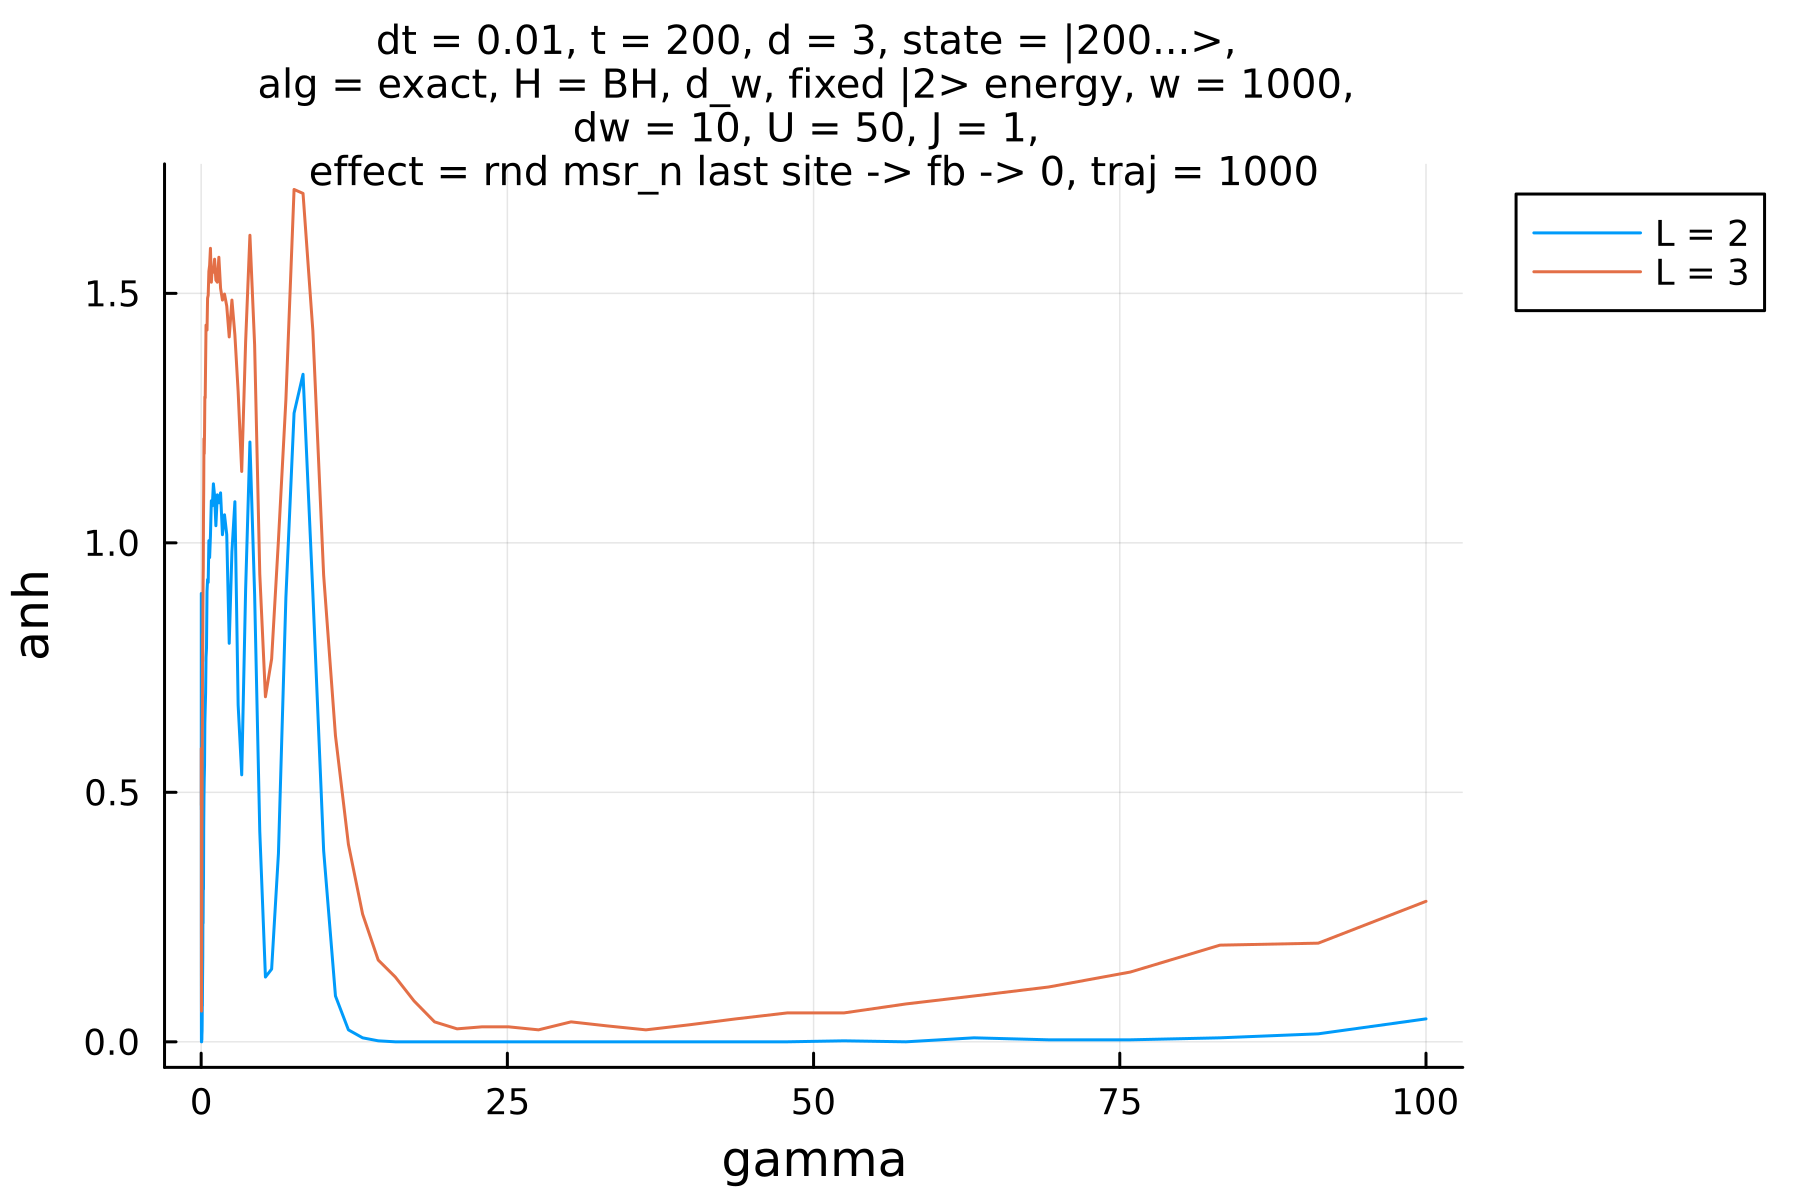 dt = 0.01, t = 200, d = 3, state = |200...>,
alg = exact, H = BH, d_w, fixed |2> energy, w = 1000,
dw = 10, U = 50, J = 1,
effect = rnd msr_n last site -> fb -> 0, traj = 1000
L = 2
L = 3
1.5
1.0
0.5
0.0
anh
0 25 50 75 100
gamma